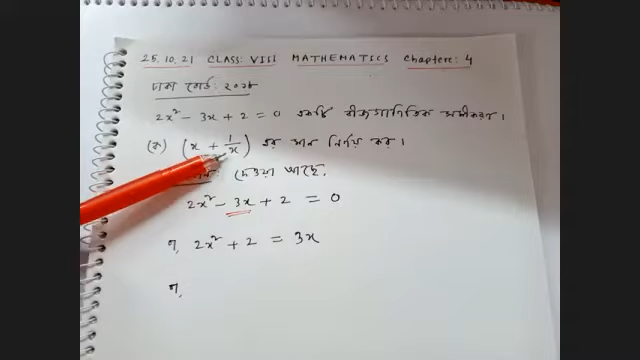 25.10.21 CLASS: VIII MATHEMATICS Chapter: 4
ঢাকা বোর্ড: ২০১৮
2x² - 3x + 2 = 0 একটি বীজগাণিতিক সমীকরণ।
(ক) (x + 1/x) এর মান নির্ণয় কর।
দেওয়া আছে,
2x² - 3x + 2 = 0
বা, 2x² + 2 = 3x
বা,